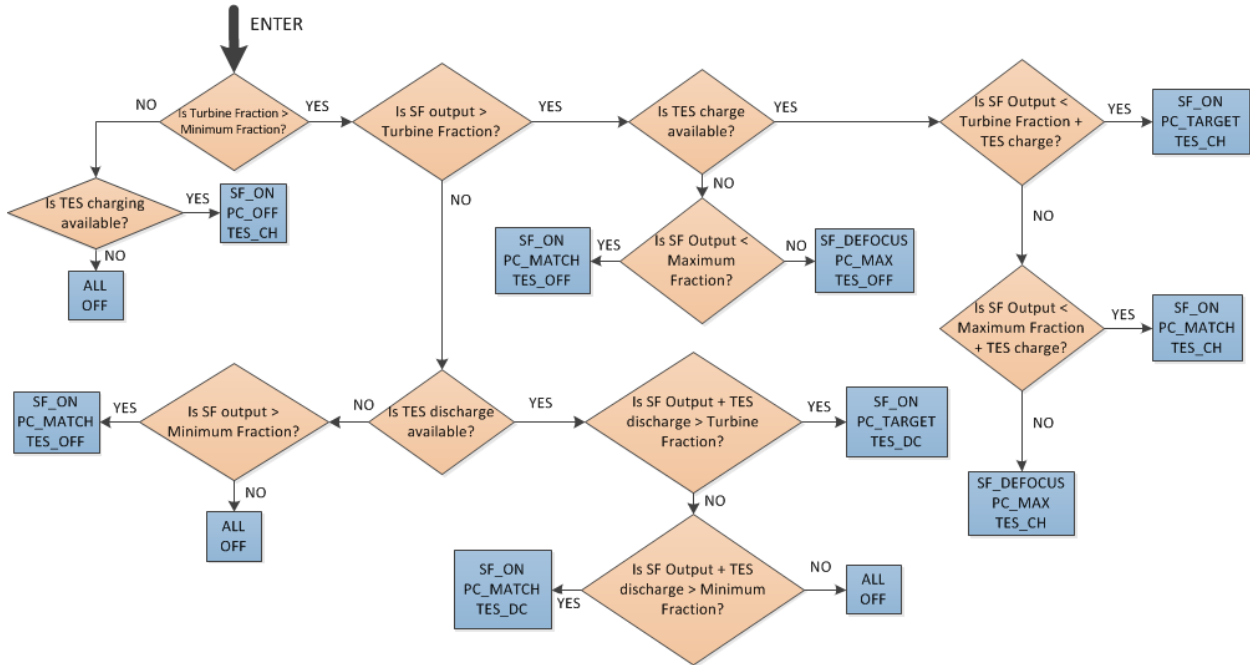 ENTER
NO
Is Turbine Fraction >
Minimum Fraction?
YES
Is SF output >
Turbine Fraction?
YES
Is TES charge
available?
YES
Is SF Output <
Turbine Fraction +
TES charge?
YES
SF_ON
PC_TARGET
TES_CH
Is TES charging
available?
YES
SF_ON
PC_OFF
TES_CH
NO
NO
NO
NO
ALL
OFF
SF_ON
PC_MATCH
TES_OFF
YES
Is SF Output <
Maximum
Fraction?
NO
SF_DEFOCUS
PC_MAX
TES_OFF
Is SF Output <
Maximum Fraction
+ TES charge?
YES
SF_ON
PC_MATCH
TES_CH
SF_ON
PC_MATCH
TES_OFF
YES
Is SF output >
Minimum Fraction?
NO
Is TES discharge
available?
YES
Is SF Output + TES
discharge > Turbine
Fraction?
YES
SF_ON
PC_TARGET
TES_DC
NO
NO
NO
SF_DEFOCUS
PC_MAX
TES_CH
ALL
OFF
SF_ON
PC_MATCH
TES_DC
YES
Is SF Output + TES
discharge > Minimum
Fraction?
NO
ALL
OFF